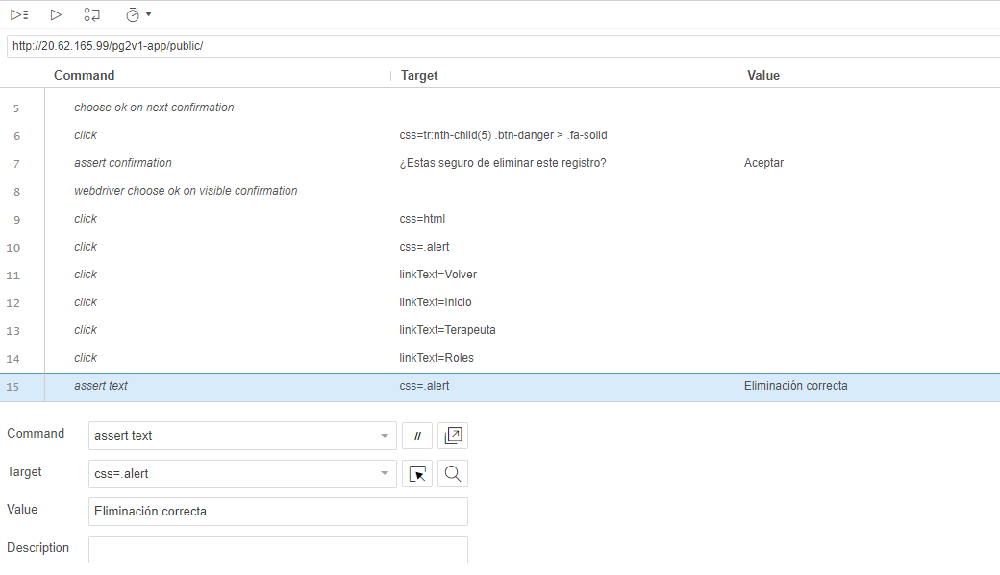 http://20.62.165.99/pg2v1-app/public/
Command Target Value
5 choose ok on next confirmation
6 click css=tr:nth-child(5) .btn-danger > .fa-solid
7 assert confirmation ¿Estas seguro de eliminar este registro? Aceptar
8 webdriver choose ok on visible confirmation
9 click css=html
10 click css=.alert
11 click linkText=Volver
12 click linkText=Inicio
13 click linkText=Terapeuta
14 click linkText=Roles
15 assert text css=.alert Eliminación correcta
Command assert text //
Target css=.alert
Value Eliminación correcta
Description